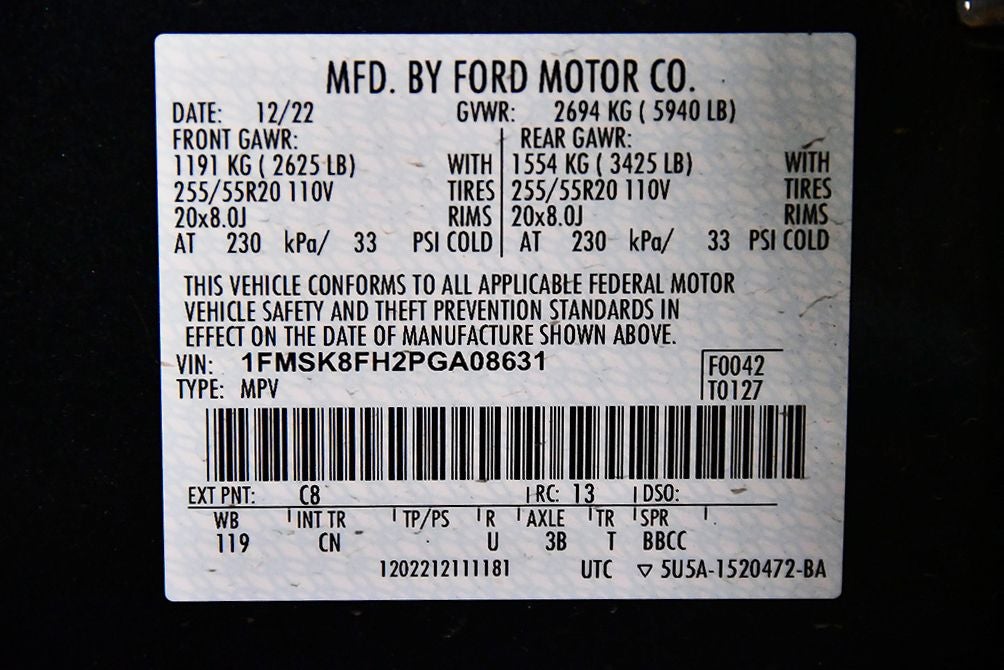 MFD. BY FORD MOTOR CO.
DATE: 12/22 GVWR: 2694 KG ( 5940 LB)
FRONT GAWR: REAR GAWR:
1191 KG ( 2625 LB) WITH 1554 KG ( 3425 LB) WITH
255/55R20 110V TIRES 255/55R20 110V TIRES
20x8.0J RIMS 20x8.0J RIMS
AT 230 kPa/ 33 PSI COLD AT 230 kPa/ 33 PSI COLD
THIS VEHICLE CONFORMS TO ALL APPLICABLE FEDERAL MOTOR
VEHICLE SAFETY AND THEFT PREVENTION STANDARDS IN
EFFECT ON THE DATE OF MANUFACTURE SHOWN ABOVE.
VIN: 1FMSK8FH2PGA08631 F0042
TYPE: MPV T0127
EXT PNT: C8 RC: 13 DSO:
WB INT TR TP/PS R AXLE TR SPR
119 CN U 3B T BBCC
1202212111181 UTC ▽ 5U5A-1520472-BA